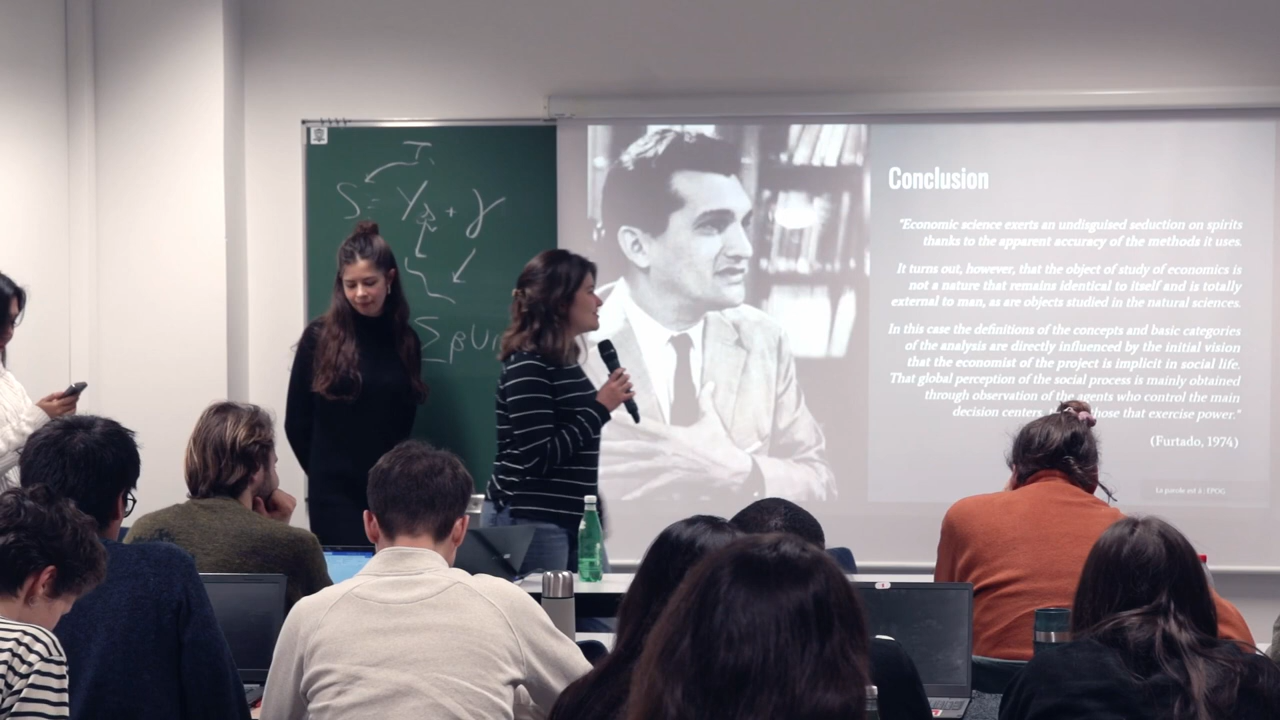 I
S = Y + γ
Σ βUn
Conclusion
"Economic science exerts an undisguised seduction on spirits
thanks to the apparent accuracy of the methods it uses.
It turns out, however, that the object of study of economics is
not a nature that remains identical to itself and is totally
external to man, as are objects studied in the natural sciences.
In this case the definitions of the concepts and basic categories
of the analysis are directly influenced by the initial vision
that the economist of the project is implicit in social life.
That global perception of the social process is mainly obtained
through observation of the agents who control the main
decision centers, those that exercise power."
(Furtado, 1974)
La parole est à : EPOG